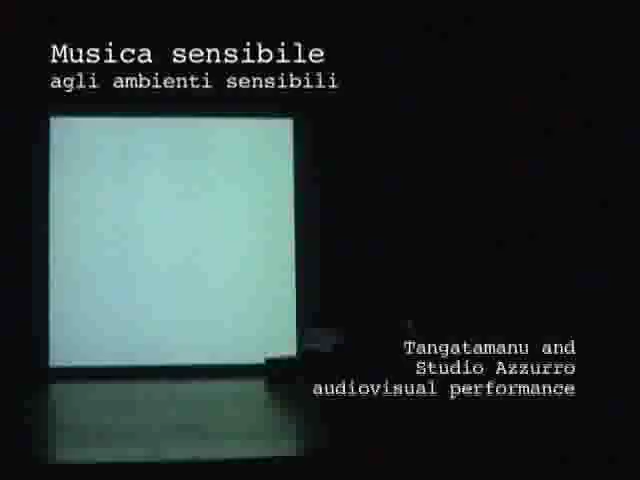 Musica sensibile
agli ambienti sensibili
Tangatamanu and
Studio Azzurro
audiovisual performance